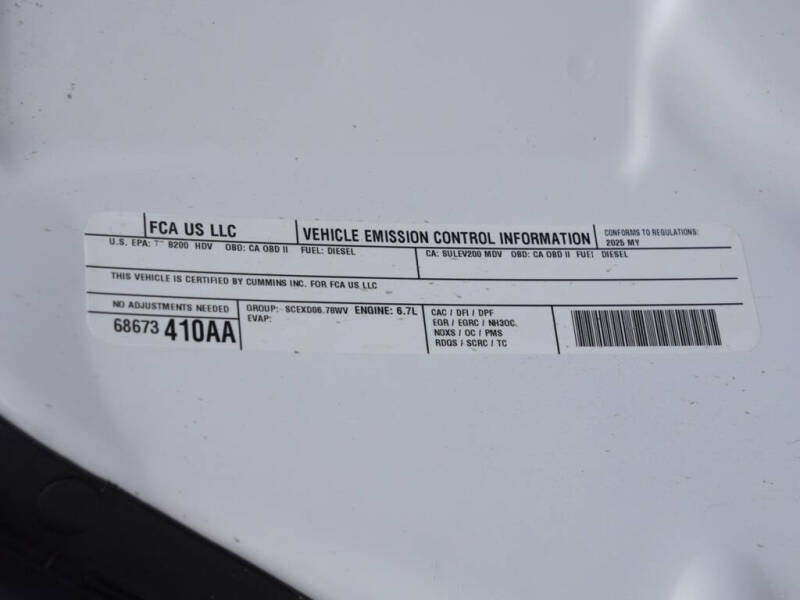 FCA US LLC
VEHICLE EMISSION CONTROL INFORMATION
CONFORMS TO REGULATIONS:
2025 MY
U.S. EPA: B200 HDV OBD: CA OBD II FUEL: DIESEL
CA: SULEV200 MDV OBD: CA OBD II FUEL DIESEL
THIS VEHICLE IS CERTIFIED BY CUMMINS INC. FOR FCA US LLC
NO ADJUSTMENTS NEEDED
68673 410AA
GROUP: SCEXD06.78WV ENGINE: 6.7L
EVAP:
CAC / DFI / DPF
EGR / EGRC / NH3OC.
NOXS / OC / PMS
RDQS / SCRC / TC